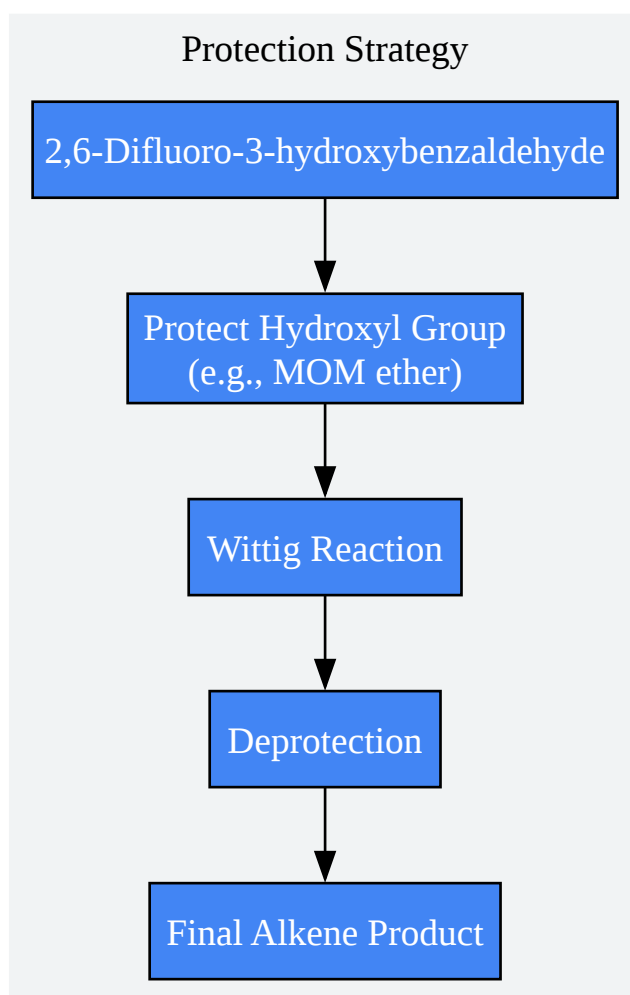 Protection Strategy
2,6-Difluoro-3-hydroxybenzaldehyde
Protect Hydroxyl Group
(e.g., MOM ether)
Wittig Reaction
Deprotection
Final Alkene Product